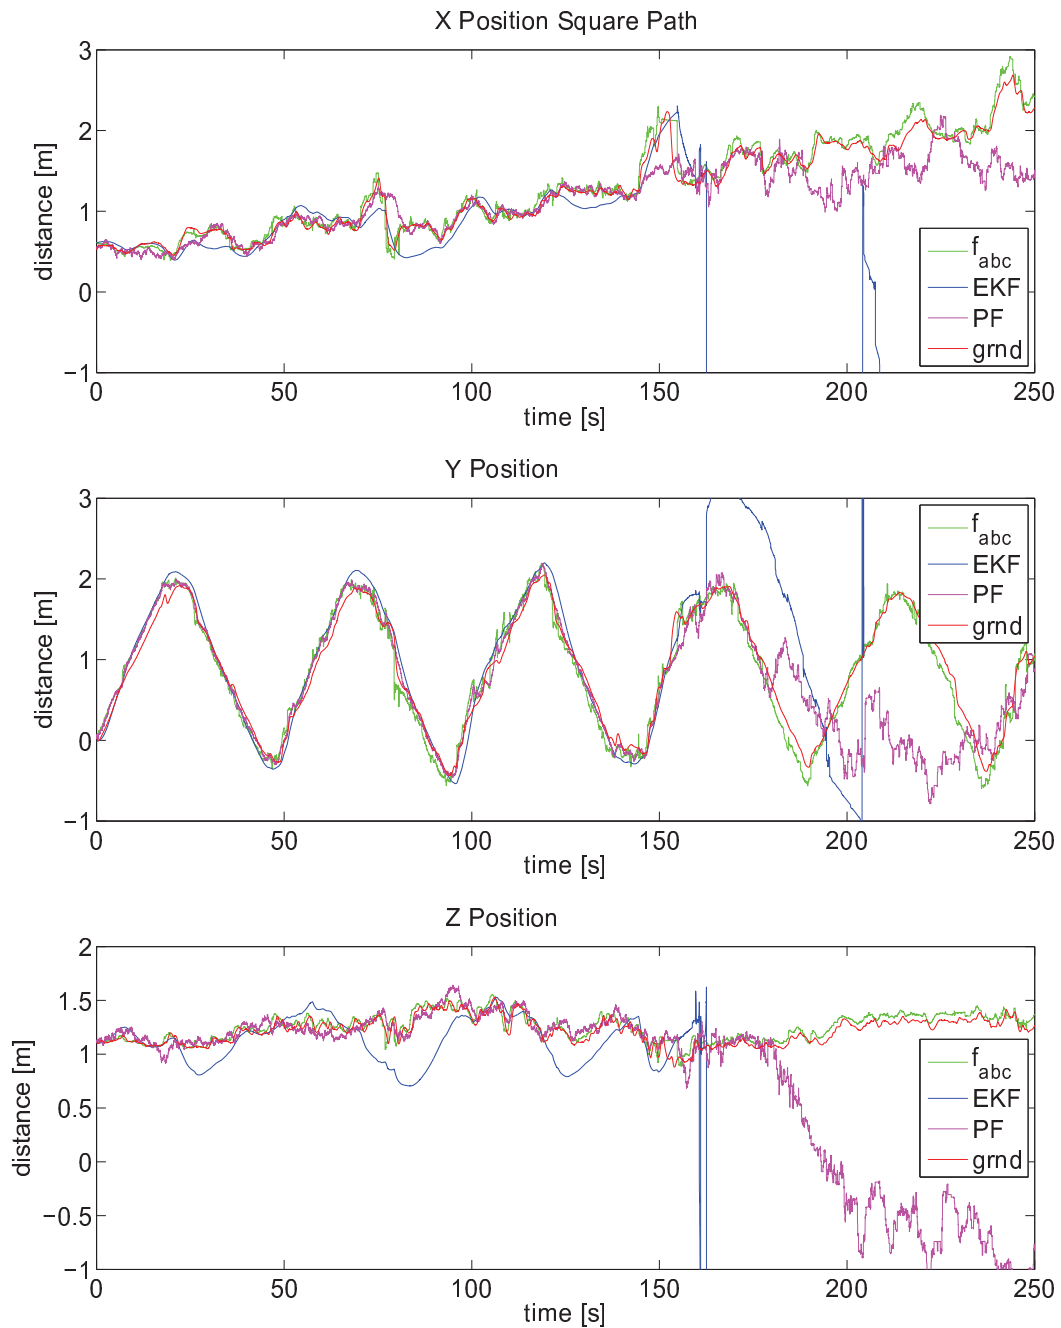 X Position Square Path
3
2
1
0
−1
distance [m]
0 50 100 150 200 250
time [s]
f_abc
EKF
PF
grnd
Y Position
3
2
1
0
−1
distance [m]
0 50 100 150 200 250
time [s]
f_abc
EKF
PF
grnd
Z Position
2
1.5
1
0.5
0
−0.5
−1
distance [m]
0 50 100 150 200 250
time [s]
f_abc
EKF
PF
grnd